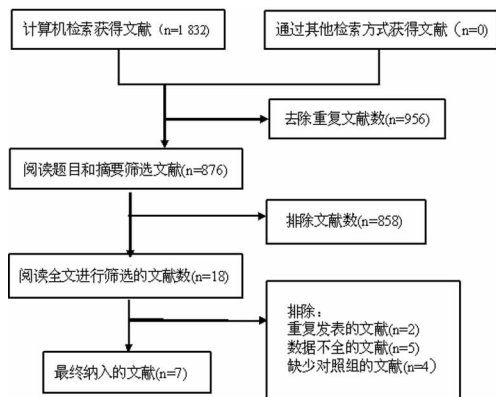 计算机检索获得文献（n=1 832）
通过其他检索方式获得文献（n=0）
去除重复文献数(n=956)
阅读题目和摘要筛选文献(n=876)
排除文献数(n=858)
阅读全文进行筛选的文献数(n=18)
排除：
重复发表的文献(n=2)
数据不全的文献(n=5)
缺少对照组的文献(n=4）
最终纳入的文献(n=7)